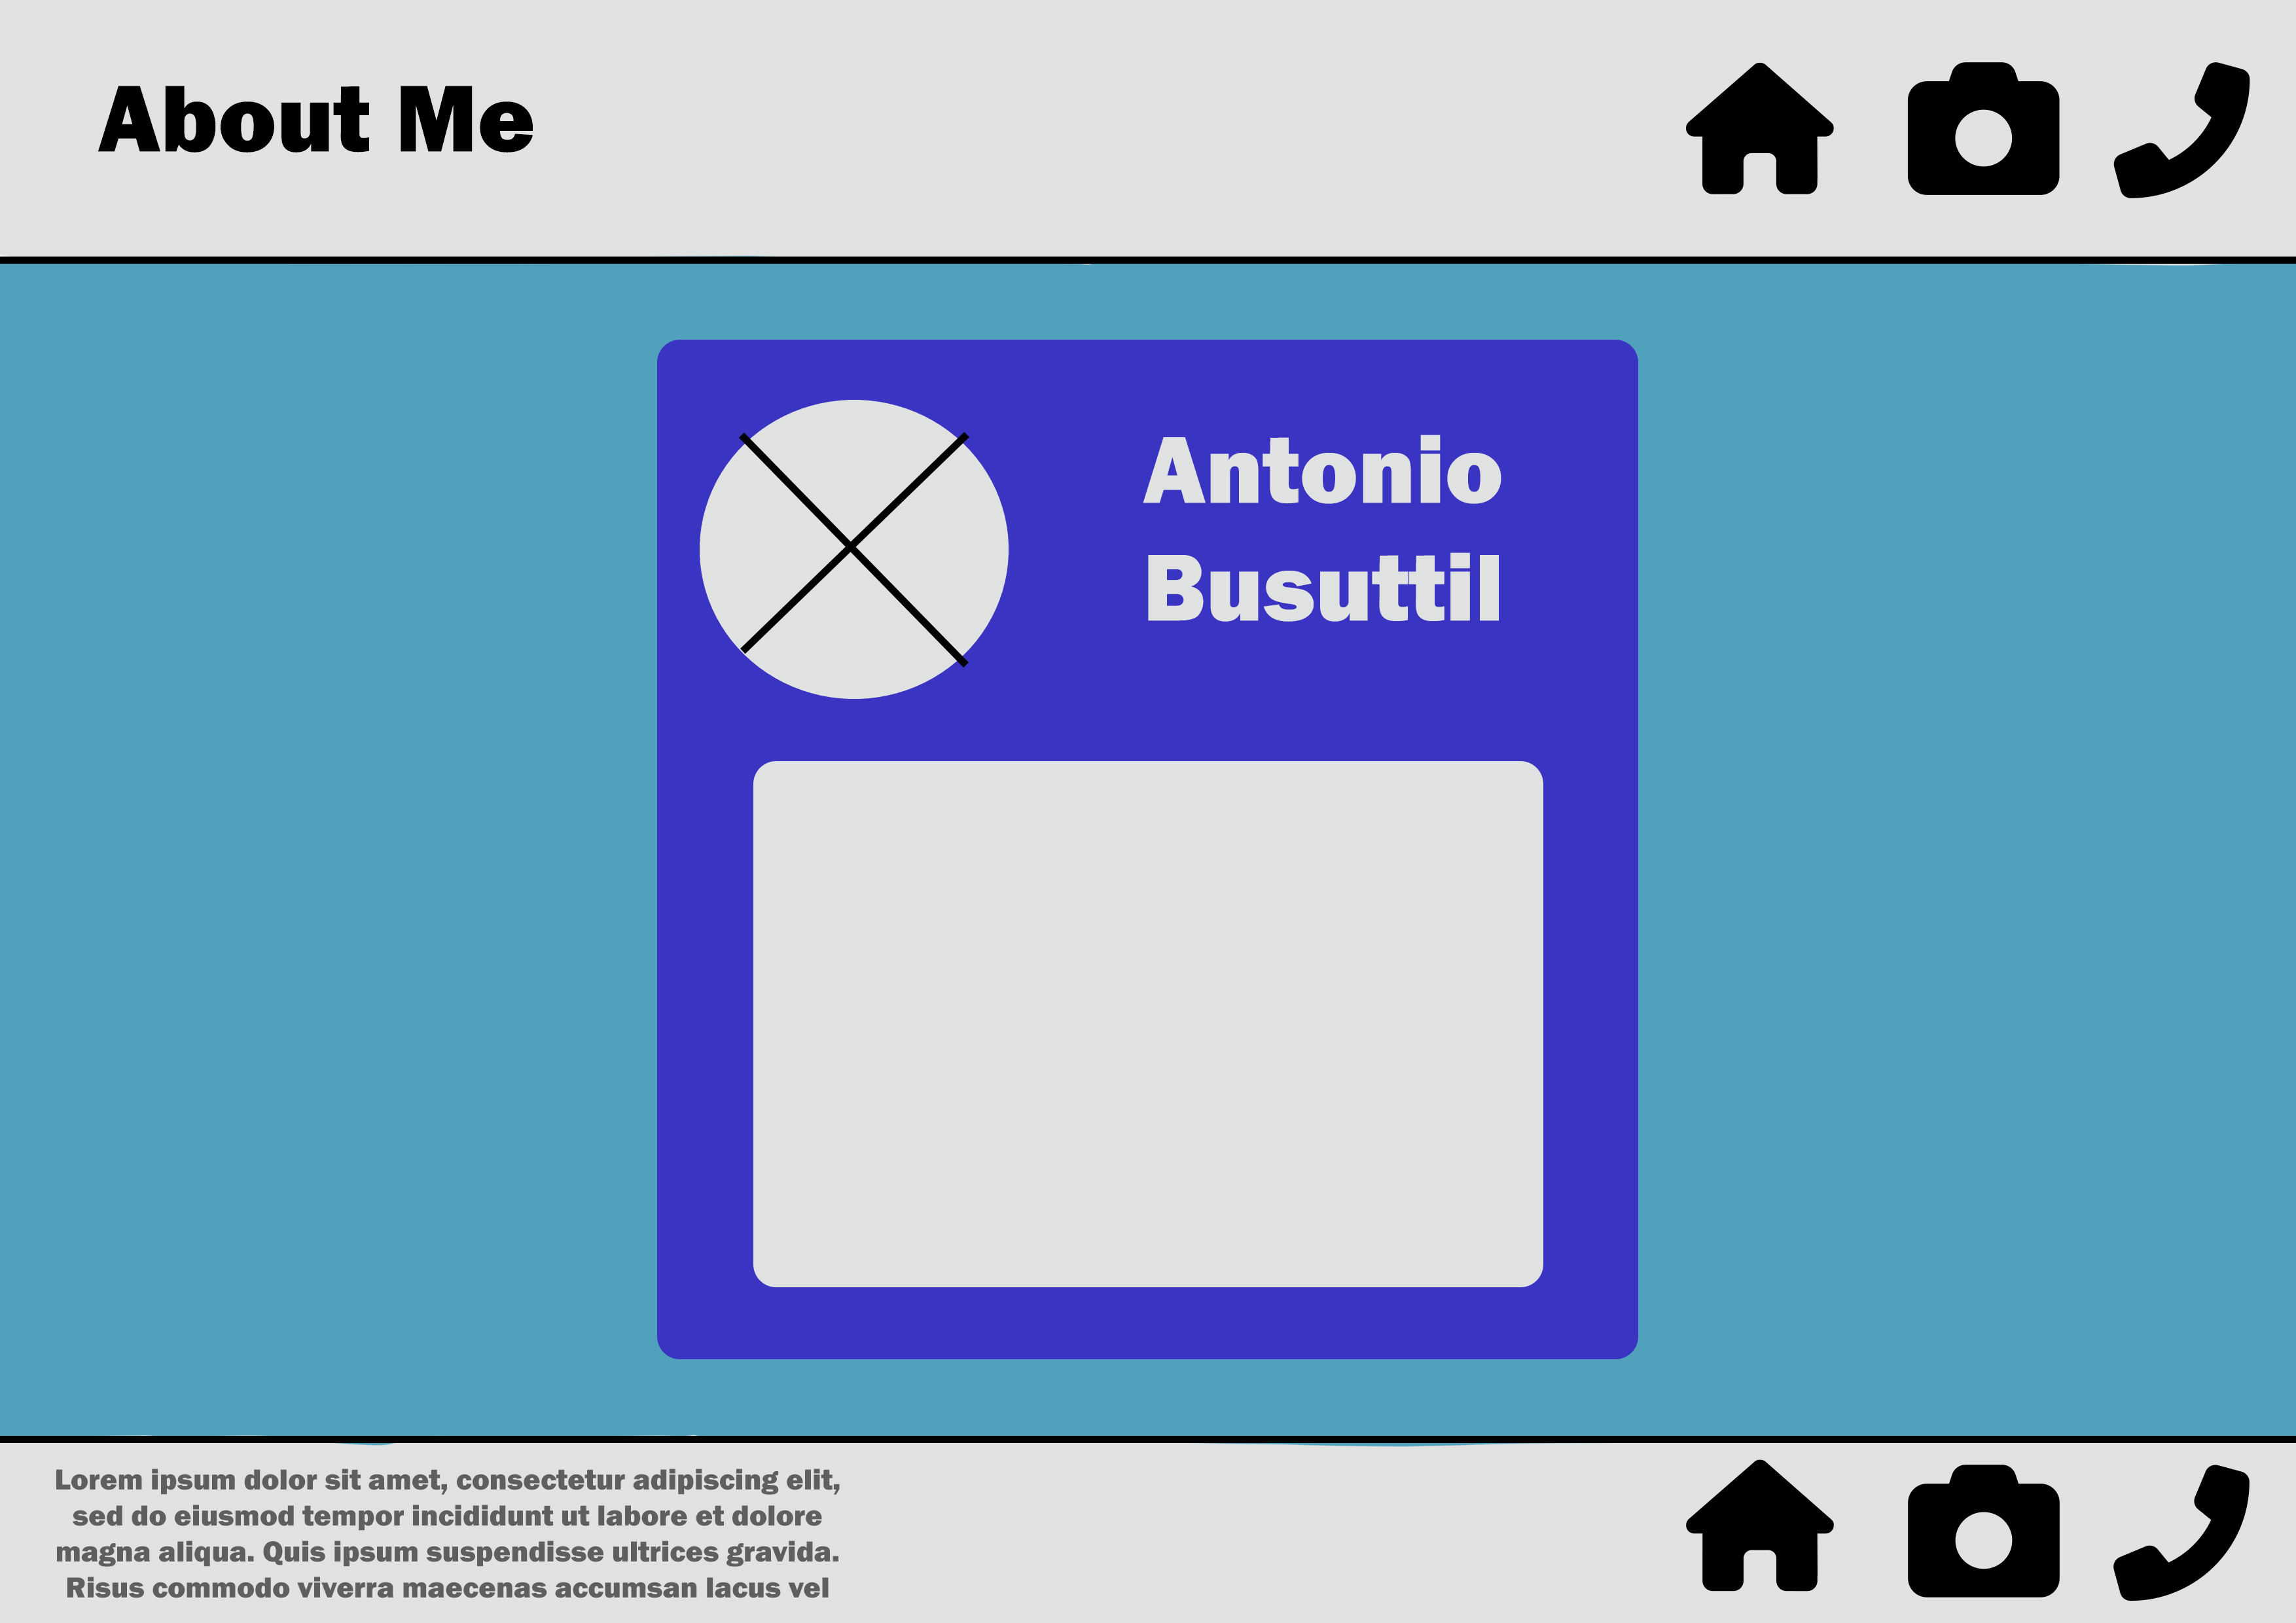 About Me
Antonio
Busuttil
Lorem ipsum dolor sit amet, consectetur adipiscing elit,
sed do eiusmod tempor incididunt ut labore et dolore
magna aliqua. Quis ipsum suspendisse ultrices gravida.
Risus commodo viverra maecenas accumsan lacus vel